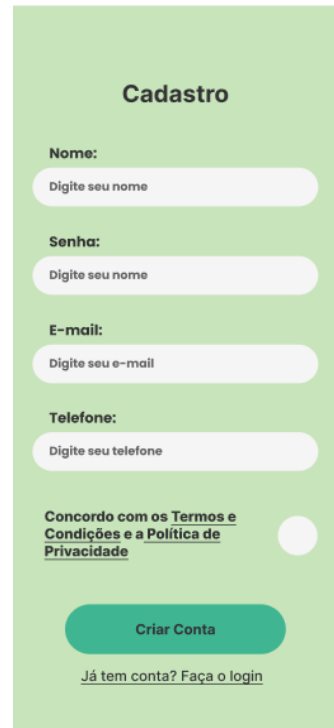 Cadastro
Nome:
Digite seu nome
Senha:
Digite seu nome
E-mail:
Digite seu e-mail
Telefone:
Digite seu telefone
Concordo com os Termos e
Condições e a Política de
Privacidade
Criar Conta
Já tem conta? Faça o login